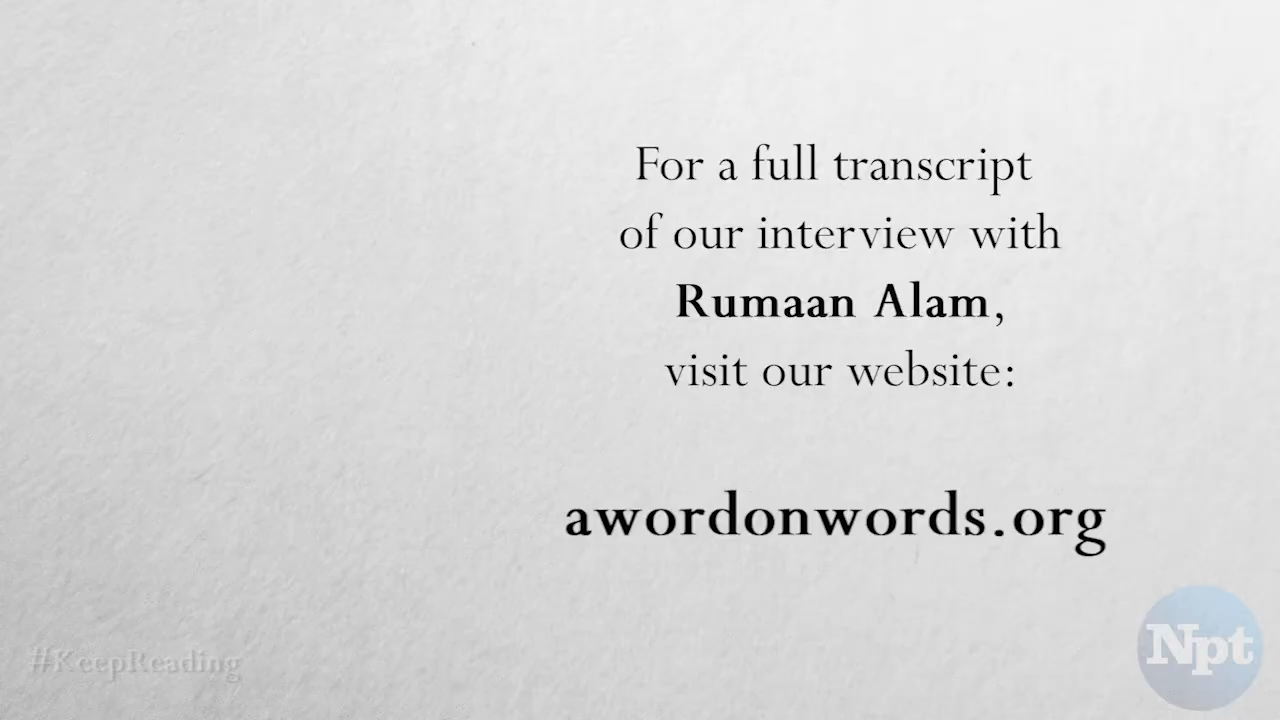 For a full transcript
of our interview with
Rumaan Alam,
visit our website:
awordonwords.org
#KeepReading
Npt